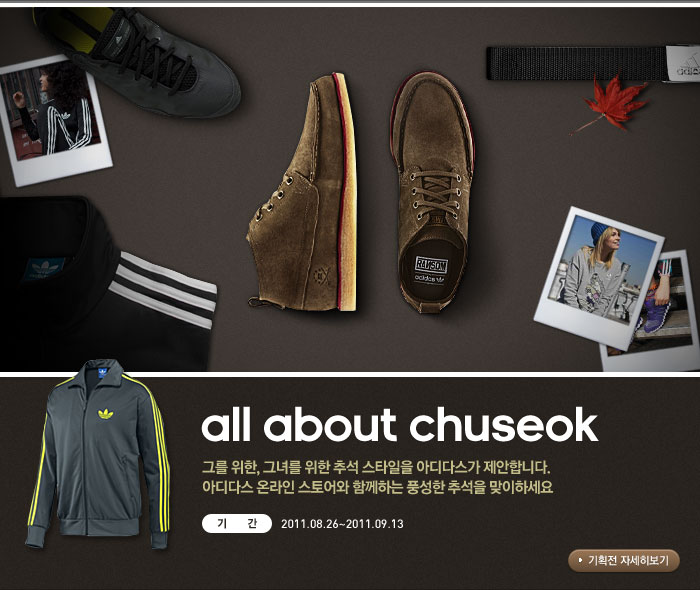 adidas
RANSOM
adidas
all about chuseok
그를 위한, 그녀를 위한 추석 스타일을 아디다스가 제안합니다.
아디다스 온라인 스토어와 함께하는 풍성한 추석을 맞이하세요
기 간 2011.08.26~2011.09.13
기획전 자세히보기